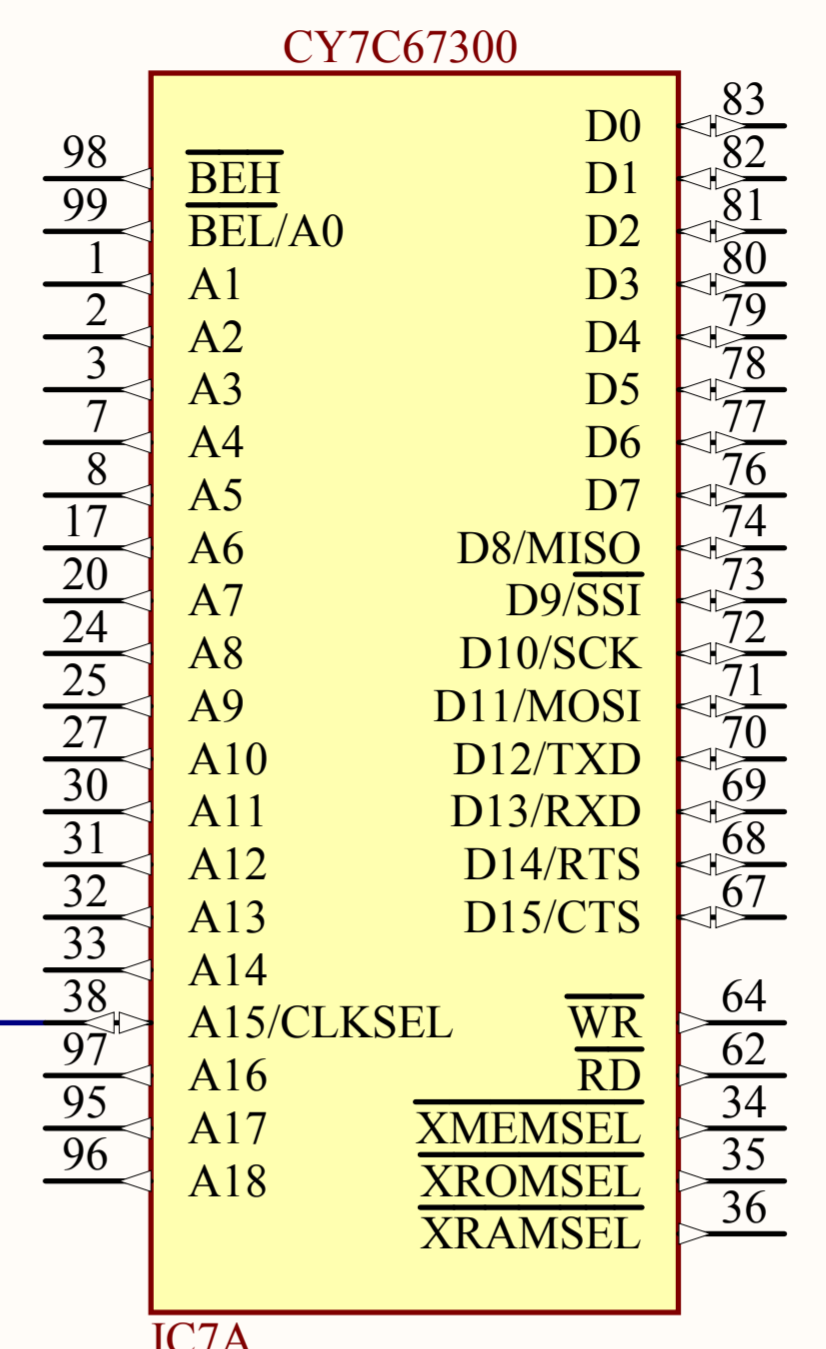 CY7C67300
D0 83
98 BEH D1 82
99 BEL/A0 D2 81
1 A1 D3 80
2 A2 D4 79
3 A3 D5 78
7 A4 D6 77
8 A5 D7 76
17 A6 D8/MISO 74
20 A7 D9/SSI 73
24 A8 D10/SCK 72
25 A9 D11/MOSI 71
27 A10 D12/TXD 70
30 A11 D13/RXD 69
31 A12 D14/RTS 68
32 A13 D15/CTS 67
33 A14
38 A15/CLKSEL WR 64
97 A16 RD 62
95 A17 XMEMSEL 34
96 A18 XROMSEL 35
XRAMSEL 36
IC7A